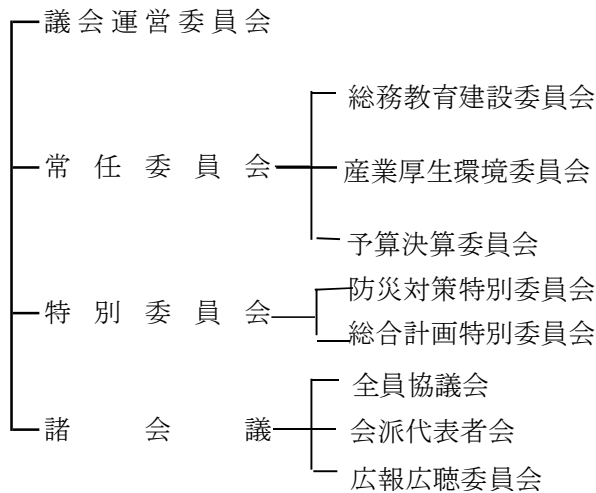 議会運営委員会
総務教育建設委員会
常任委員会
産業厚生環境委員会
予算決算委員会
防災対策特別委員会
特別委員会
総合計画特別委員会
全員協議会
諸会議
会派代表者会
広報広聴委員会